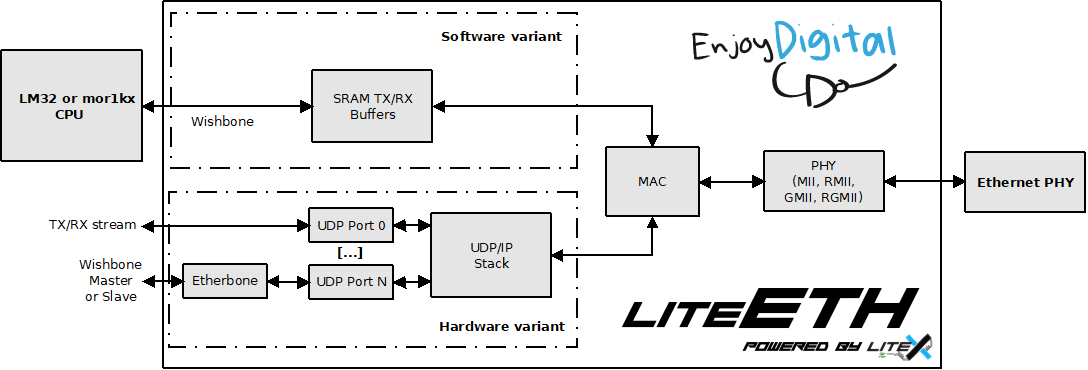 Software variant
EnjoyDigital
LM32 or mor1kx
CPU
Wishbone
SRAM TX/RX
Buffers
MAC
PHY
(MII, RMII,
GMII, RGMII)
Ethernet PHY
TX/RX stream
UDP Port 0
[...]
UDP/IP
Stack
Wishbone
Master
or Slave
Etherbone
UDP Port N
Hardware variant
LITEETH
POWERED BY LITEX